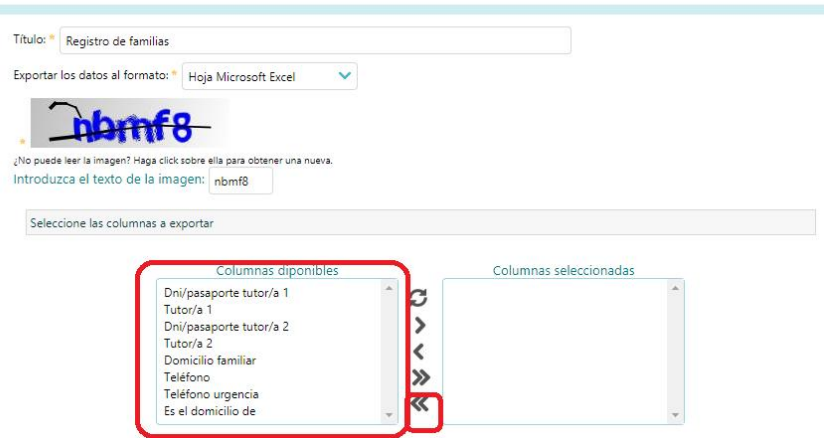 Título: * Registro de familias
Exportar los datos al formato: * Hoja Microsoft Excel
nbmf8
*
¿No puede leer la imagen? Haga click sobre ella para obtener una nueva.
Introduzca el texto de la imagen: nbmf8
Seleccione las columnas a exportar
Columnas diponibles
Columnas seleccionadas
Dni/pasaporte tutor/a 1
Tutor/a 1
Dni/pasaporte tutor/a 2
Tutor/a 2
Domicilio familiar
Teléfono
Teléfono urgencia
Es el domicilio de